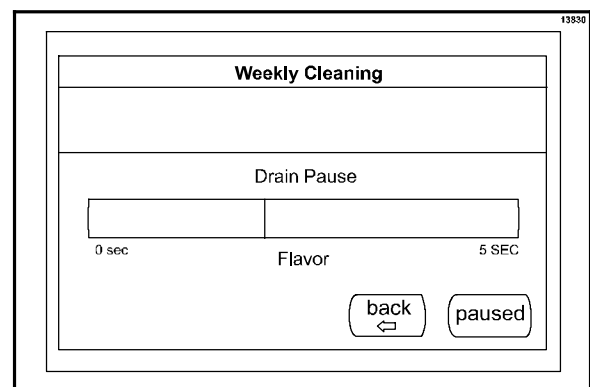 13830
Weekly Cleaning
Drain Pause
0 sec 5 SEC
Flavor
back paused
⇦